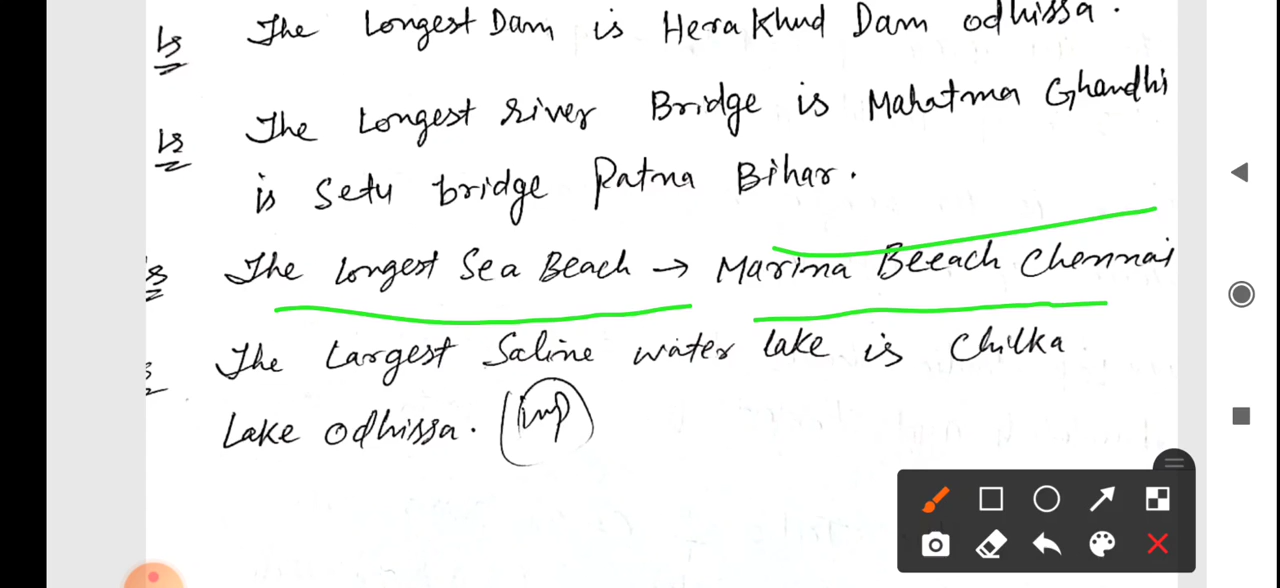 The Longest Dam is Hera Khud Dam odhissa.
The Longest river Bridge is Mahatma Ghandhi
is Setu bridge Patna Bihar.
The Longest Sea Beach → Marina Beeach Chennai
The Largest Saline water lake is Chilka
Lake odhissa. (imp)